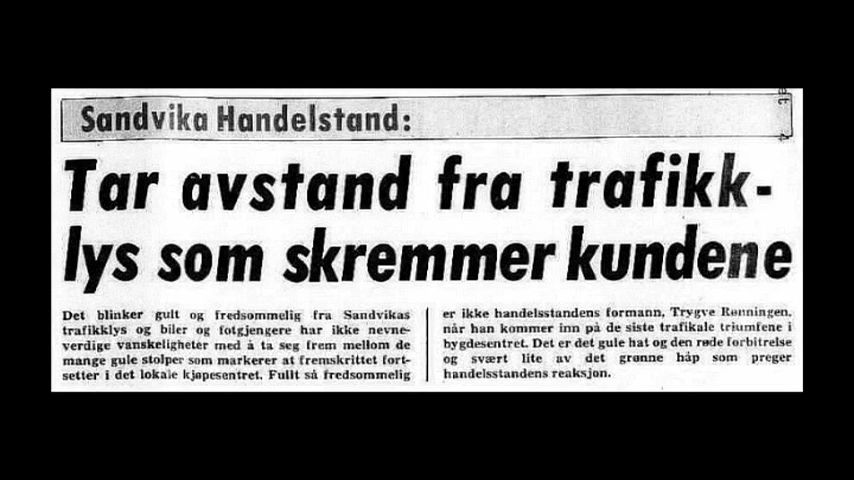 Sandvika Handelstand:
Tar avstand fra trafikk-
lys som skremmer kundene
Det blinker gult og fredsommelig fra Sandvikas
trafikklys og biler og fotgjengere har ikke nevne-
verdige vanskeligheter med å ta seg frem mellom de
mange gule stolper som markerer at fremskrittet fort-
setter i det lokale kjøpesentret. Fullt så fredsommelig
er ikke handelsstandens formann, Trygve Rønningen,
når han kommer inn på de siste trafikale triumfene i
bygdesentret. Det er det gule hat og den røde forbitrelse
og svært lite av det grønne håp som preger
handelsstandens reaksjon.